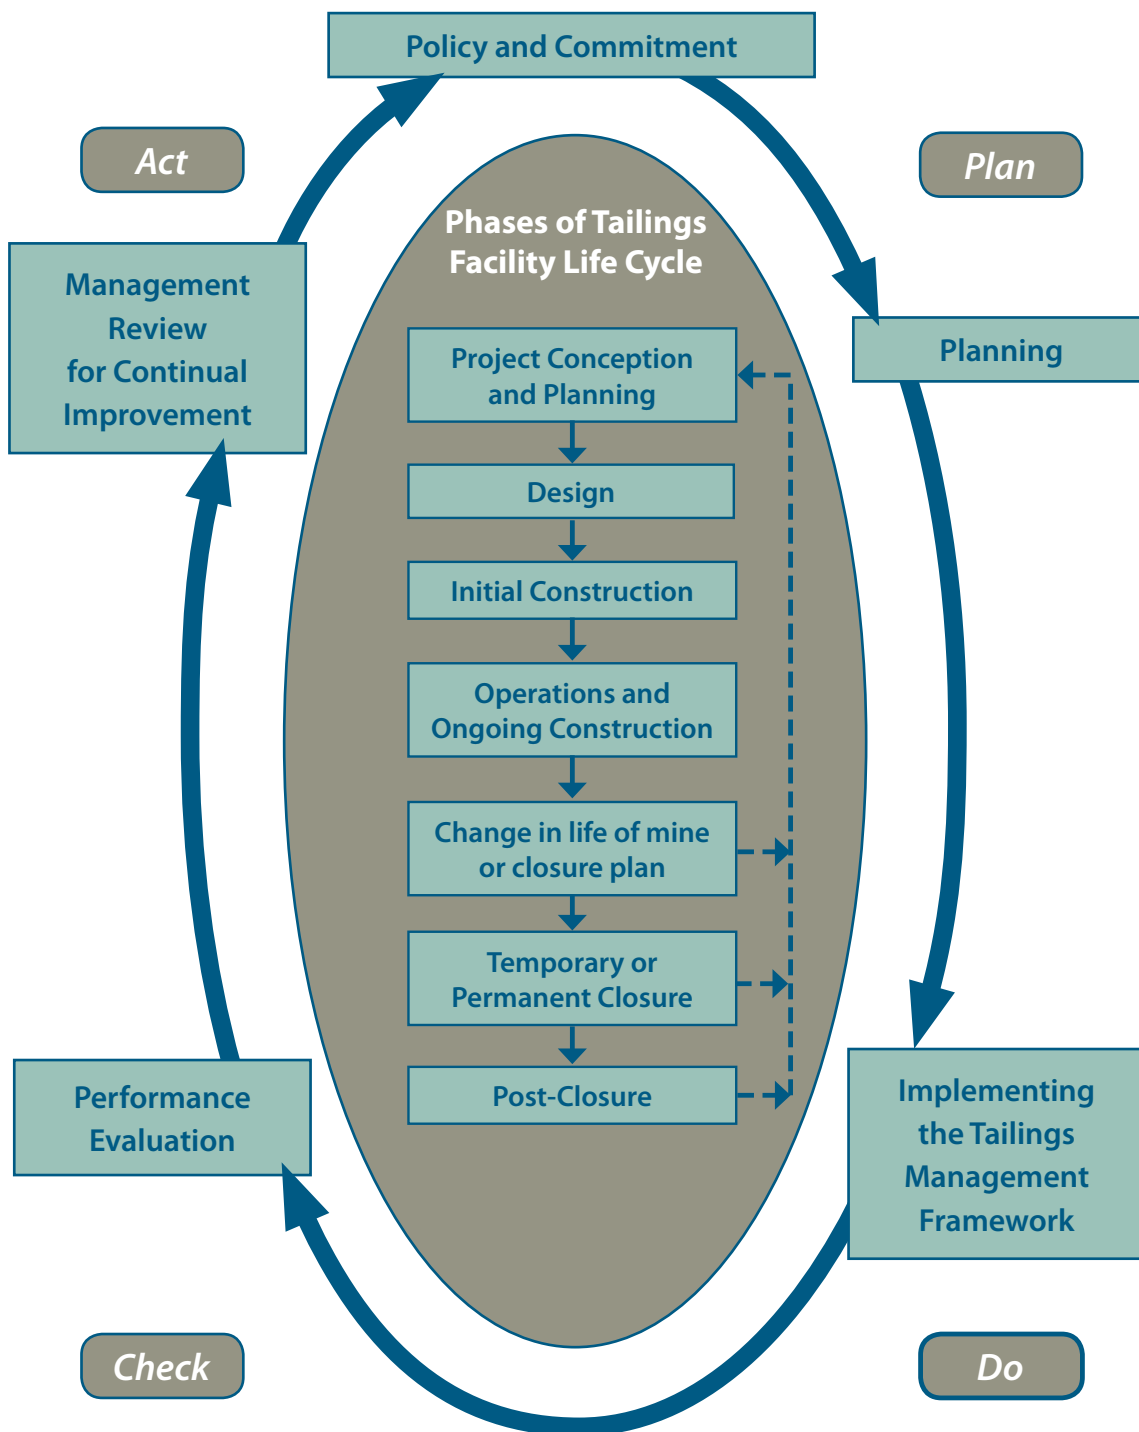 Policy and Commitment
Act
Plan
Phases of Tailings
Facility Life Cycle
Management
Review
for Continual
Improvement
Planning
Project Conception
and Planning
Design
Initial Construction
Operations and
Ongoing Construction
Change in life of mine
or closure plan
Temporary or
Permanent Closure
Post-Closure
Performance
Evaluation
Implementing
the Tailings
Management
Framework
Check
Do